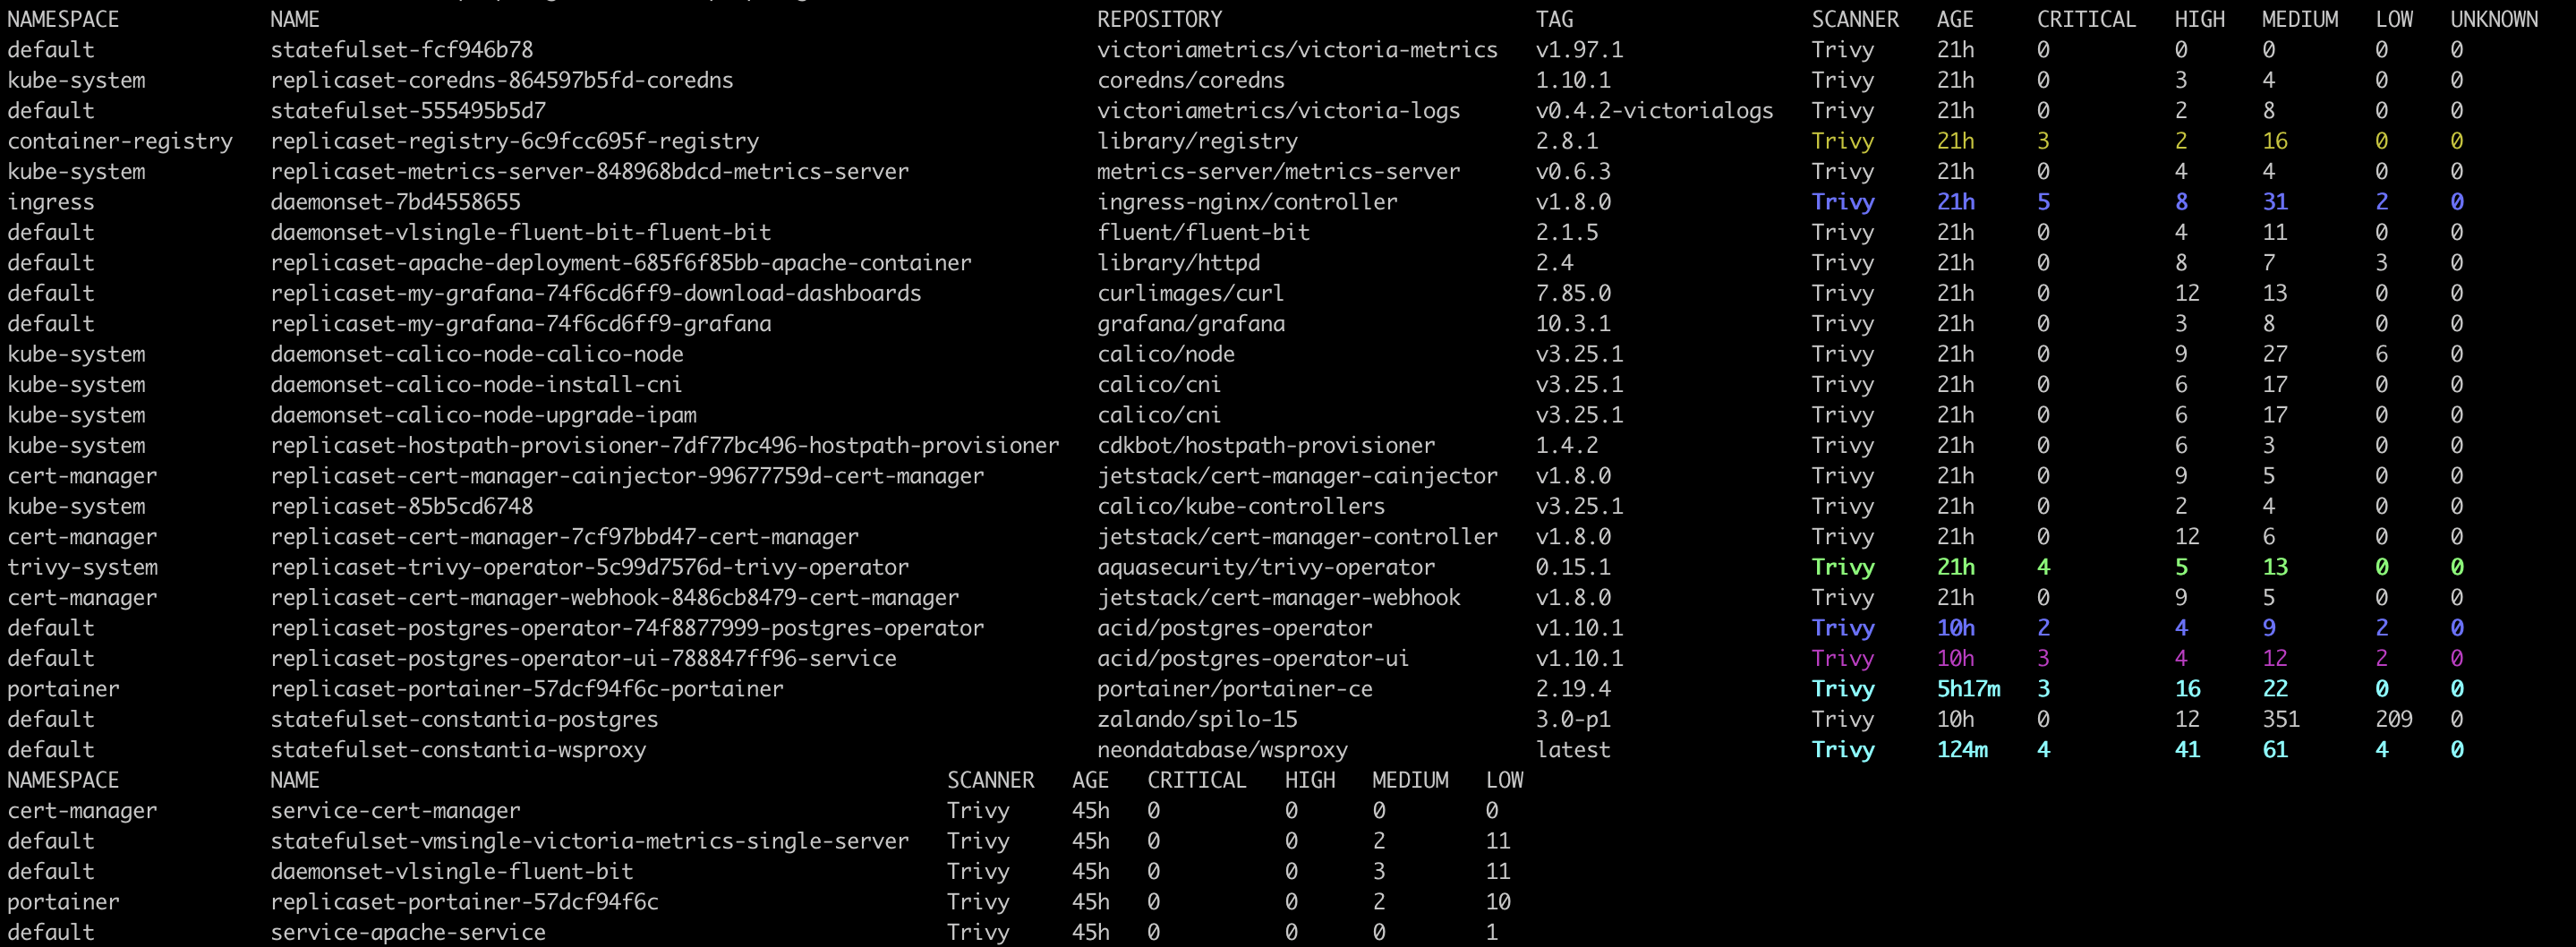 NAMESPACE NAME REPOSITORY TAG SCANNER AGE CRITICAL HIGH MEDIUM LOW UNKNOWN
default statefulset-fcf946b78 victoriametrics/victoria-metrics v1.97.1 Trivy 21h 0 0 0 0 0
kube-system replicaset-coredns-864597b5fd-coredns coredns/coredns 1.10.1 Trivy 21h 0 3 4 0 0
default statefulset-555495b5d7 victoriametrics/victoria-logs v0.4.2-victorialogs Trivy 21h 0 2 8 0 0
container-registry replicaset-registry-6c9fcc695f-registry library/registry 2.8.1 Trivy 21h 3 2 16 0 0
kube-system replicaset-metrics-server-848968bdcd-metrics-server metrics-server/metrics-server v0.6.3 Trivy 21h 0 4 4 0 0
ingress daemonset-7bd4558655 ingress-nginx/controller v1.8.0 Trivy 21h 5 8 31 2 0
default daemonset-vlsingle-fluent-bit-fluent-bit fluent/fluent-bit 2.1.5 Trivy 21h 0 4 11 0 0
default replicaset-apache-deployment-685f6f85bb-apache-container library/httpd 2.4 Trivy 21h 0 8 7 3 0
default replicaset-my-grafana-74f6cd6ff9-download-dashboards curlimages/curl 7.85.0 Trivy 21h 0 12 13 0 0
default replicaset-my-grafana-74f6cd6ff9-grafana grafana/grafana 10.3.1 Trivy 21h 0 3 8 0 0
kube-system daemonset-calico-node-calico-node calico/node v3.25.1 Trivy 21h 0 9 27 6 0
kube-system daemonset-calico-node-install-cni calico/cni v3.25.1 Trivy 21h 0 6 17 0 0
kube-system daemonset-calico-node-upgrade-ipam calico/cni v3.25.1 Trivy 21h 0 6 17 0 0
kube-system replicaset-hostpath-provisioner-7df77bc496-hostpath-provisioner cdkbot/hostpath-provisioner 1.4.2 Trivy 21h 0 6 3 0 0
cert-manager replicaset-cert-manager-cainjector-99677759d-cert-manager jetstack/cert-manager-cainjector v1.8.0 Trivy 21h 0 9 5 0 0
kube-system replicaset-85b5cd6748 calico/kube-controllers v3.25.1 Trivy 21h 0 2 4 0 0
cert-manager replicaset-cert-manager-7cf97bbd47-cert-manager jetstack/cert-manager-controller v1.8.0 Trivy 21h 0 12 6 0 0
trivy-system replicaset-trivy-operator-5c99d7576d-trivy-operator aquasecurity/trivy-operator 0.15.1 Trivy 21h 4 5 13 0 0
cert-manager replicaset-cert-manager-webhook-8486cb8479-cert-manager jetstack/cert-manager-webhook v1.8.0 Trivy 21h 0 9 5 0 0
default replicaset-postgres-operator-74f8877999-postgres-operator acid/postgres-operator v1.10.1 Trivy 10h 2 4 9 2 0
default replicaset-postgres-operator-ui-788847ff96-service acid/postgres-operator-ui v1.10.1 Trivy 10h 3 4 12 2 0
portainer replicaset-portainer-57dcf94f6c-portainer portainer/portainer-ce 2.19.4 Trivy 5h17m 3 16 22 0 0
default statefulset-constantia-postgres zalando/spilo-15 3.0-p1 Trivy 10h 0 12 351 209 0
default statefulset-constantia-wsproxy neondatabase/wsproxy latest Trivy 124m 4 41 61 4 0
NAMESPACE NAME SCANNER AGE CRITICAL HIGH MEDIUM LOW
cert-manager service-cert-manager Trivy 45h 0 0 0 0
default statefulset-vmsingle-victoria-metrics-single-server Trivy 45h 0 0 2 11
default daemonset-vlsingle-fluent-bit Trivy 45h 0 0 3 11
portainer replicaset-portainer-57dcf94f6c Trivy 45h 0 0 2 10
default service-apache-service Trivy 45h 0 0 0 1